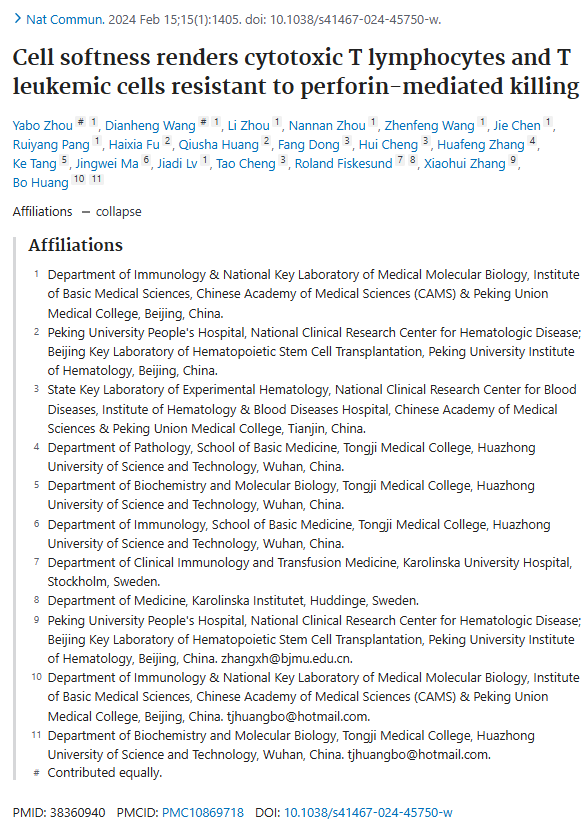 Nat Commun. 2024 Feb 15;15(1):1405. doi: 10.1038/s41467-024-45750-w.
Cell softness renders cytotoxic T lymphocytes and T
leukemic cells resistant to perforin-mediated killing
Yabo Zhou # 1, Dianheng Wang # 1, Li Zhou 1, Nannan Zhou 1, Zhenfeng Wang 1, Jie Chen 1,
Ruiyang Pang 1, Haixia Fu 2, Qiusha Huang 2, Fang Dong 3, Hui Cheng 3, Huafeng Zhang 4,
Ke Tang 5, Jingwei Ma 6, Jiadi Lv 1, Tao Cheng 3, Roland Fiskesund 7 8, Xiaohui Zhang 9,
Bo Huang 10 11
Affiliations – collapse
Affiliations
1 Department of Immunology & National Key Laboratory of Medical Molecular Biology, Institute
of Basic Medical Sciences, Chinese Academy of Medical Sciences (CAMS) & Peking Union
Medical College, Beijing, China.
2 Peking University People's Hospital, National Clinical Research Center for Hematologic Disease;
Beijing Key Laboratory of Hematopoietic Stem Cell Transplantation, Peking University Institute
of Hematology, Beijing, China.
3 State Key Laboratory of Experimental Hematology, National Clinical Research Center for Blood
Diseases, Institute of Hematology & Blood Diseases Hospital, Chinese Academy of Medical
Sciences & Peking Union Medical College, Tianjin, China.
4 Department of Pathology, School of Basic Medicine, Tongji Medical College, Huazhong
University of Science and Technology, Wuhan, China.
5 Department of Biochemistry and Molecular Biology, Tongji Medical College, Huazhong
University of Science and Technology, Wuhan, China.
6 Department of Immunology, School of Basic Medicine, Tongji Medical College, Huazhong
University of Science and Technology, Wuhan, China.
7 Department of Clinical Immunology and Transfusion Medicine, Karolinska University Hospital,
Stockholm, Sweden.
8 Department of Medicine, Karolinska Institutet, Huddinge, Sweden.
9 Peking University People's Hospital, National Clinical Research Center for Hematologic Disease;
Beijing Key Laboratory of Hematopoietic Stem Cell Transplantation, Peking University Institute
of Hematology, Beijing, China. zhangxh@bjmu.edu.cn.
10 Department of Immunology & National Key Laboratory of Medical Molecular Biology, Institute
of Basic Medical Sciences, Chinese Academy of Medical Sciences (CAMS) & Peking Union
Medical College, Beijing, China. tjhuangbo@hotmail.com.
11 Department of Biochemistry and Molecular Biology, Tongji Medical College, Huazhong
University of Science and Technology, Wuhan, China. tjhuangbo@hotmail.com.
# Contributed equally.
PMID: 38360940 PMCID: PMC10869718 DOI: 10.1038/s41467-024-45750-w